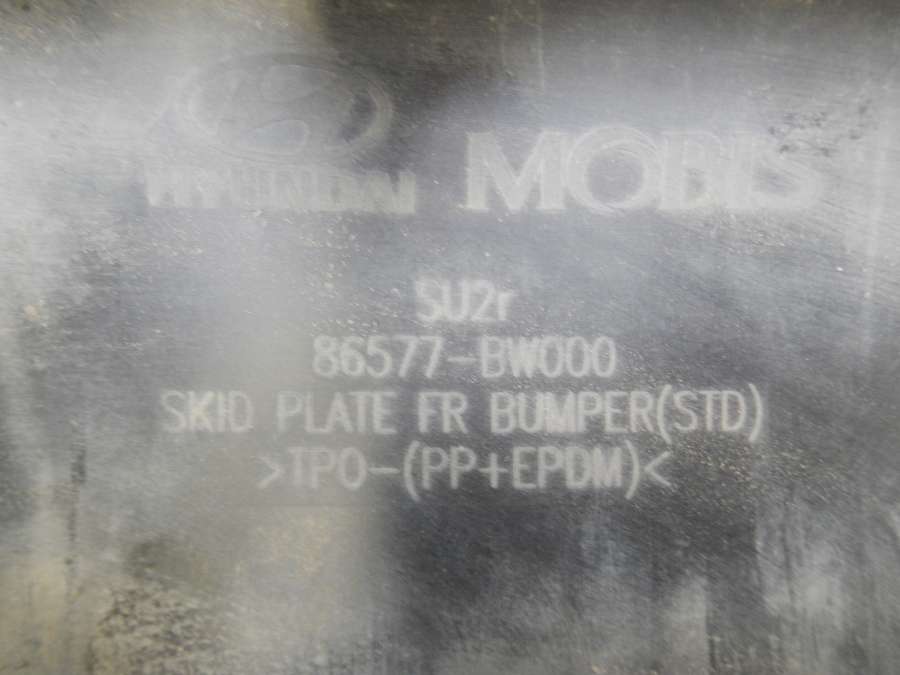 HYUNDAI MOBIS
SU2r
86577-BW000
SKID PLATE FR BUMPER(STD)
>TPO-(PP+EPDM)<